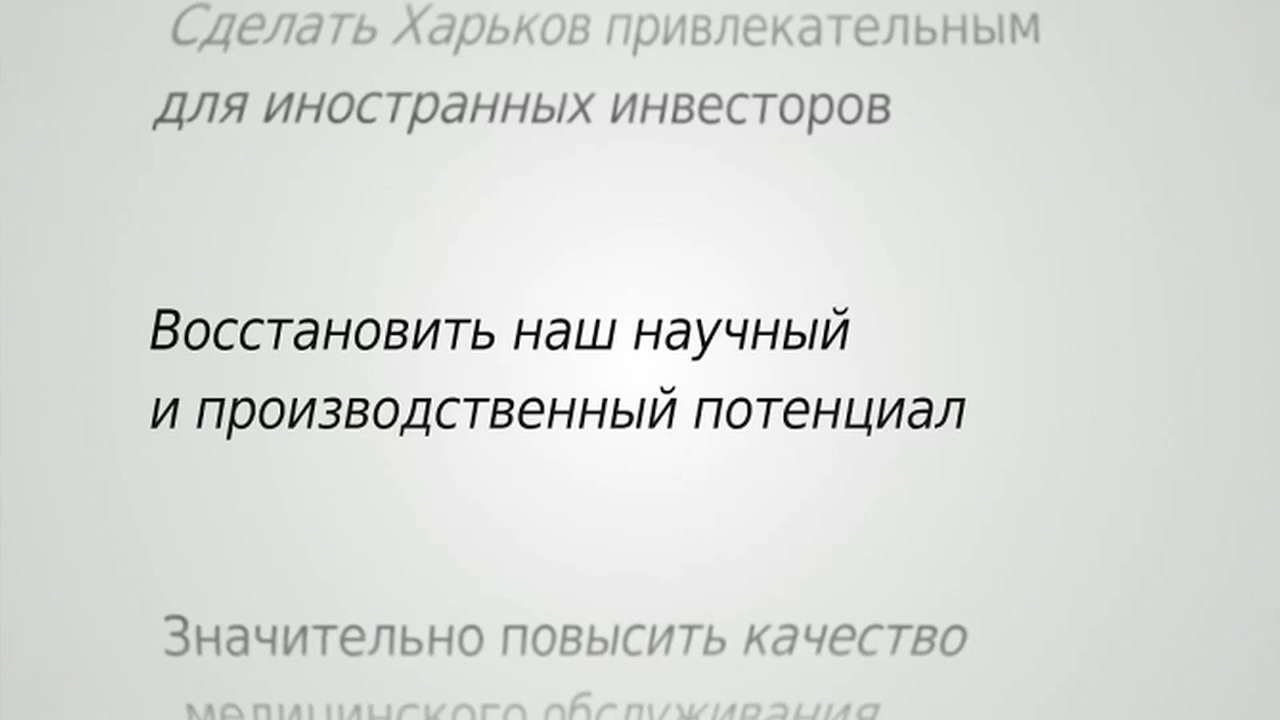 Сделать Харьков привлекательным
для иностранных инвесторов
Восстановить наш научный
и производственный потенциал
Значительно повысить качество
медицинского обслуживания